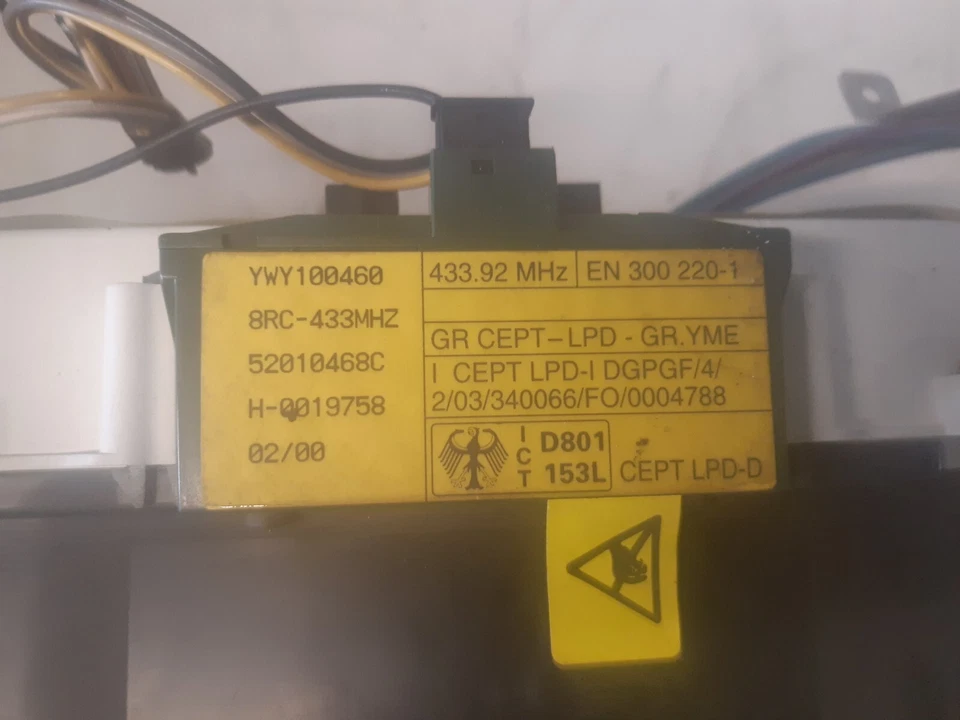 YWY100460
8RC-433MHZ
52010468C
H-0019758
02/00
433.92 MHz
EN 300 220-1
GR CEPT-LPD - GR.YME
I CEPT LPD-I DGPGF/4/
2/03/340066/FO/0004788
ICT
D801
153L
CEPT LPD-D